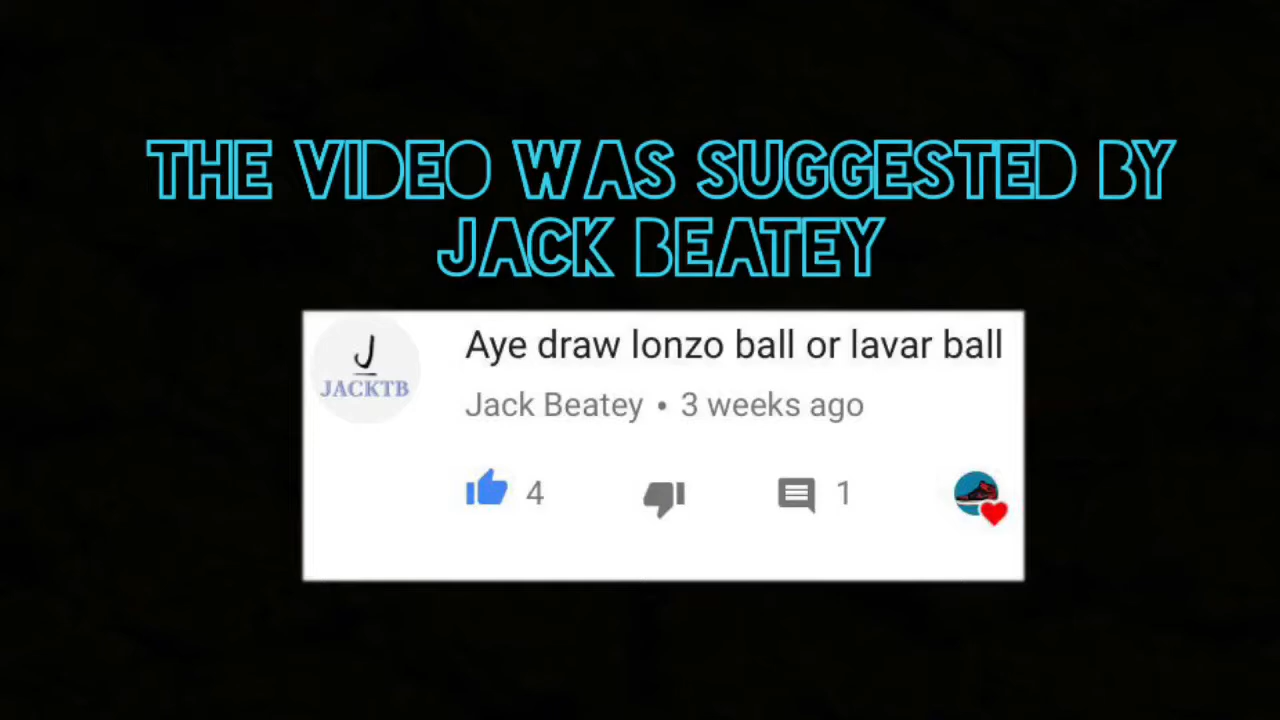 THE VIDEO WAS SUGGESTED BY
JACK BEATEY
Aye draw lonzo ball or lavar ball
J
JACKTB
Jack Beatey • 3 weeks ago
4
1